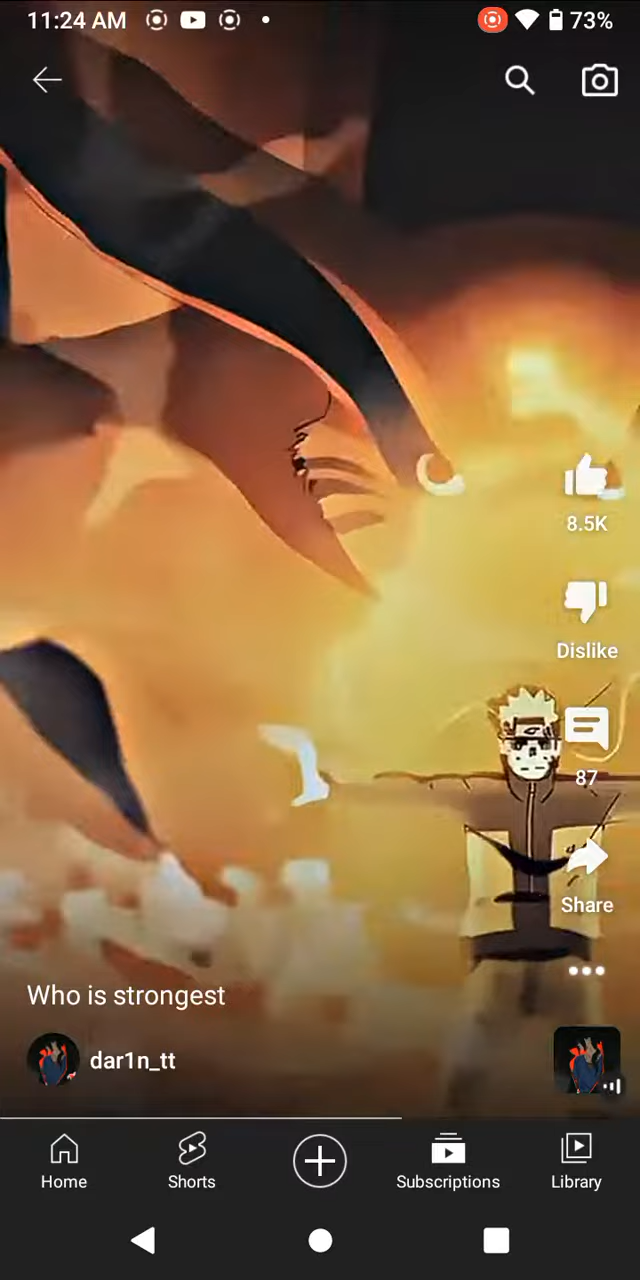 11:24 AM
73%
8.5K
Dislike
87
Share
Who is strongest
dar1n_tt
Home
Shorts
Subscriptions
Library